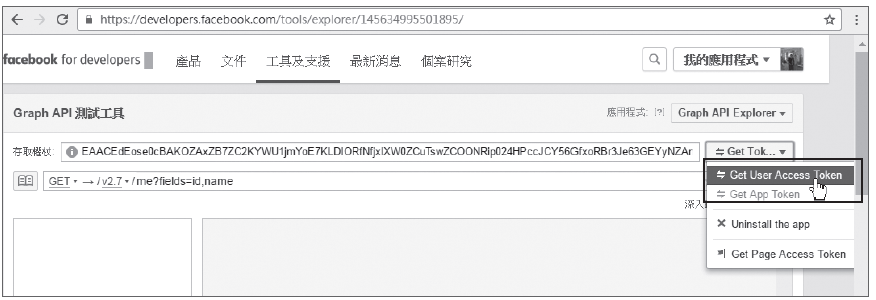 https://developers.facebook.com/tools/explorer/145634995501895/
facebook for developers 產品 文件 工具及支援 最新消息 個案研究 我的應用程式
Graph API 測試工具 應用程式: [?] Graph API Explorer
存取權杖: EAACEdEose0cBAKOZAxZB7ZC2KYWU1jmYoE7KLDIORfNfjxIXW0ZCuTswZCOONRip024HPccJCY56GfxoRBr3Je63GEYyNZAr Get Tok...
GET → / v2.7 / me?fields=id,name
Get User Access Token
Get App Token
深入
Uninstall the app
Get Page Access Token